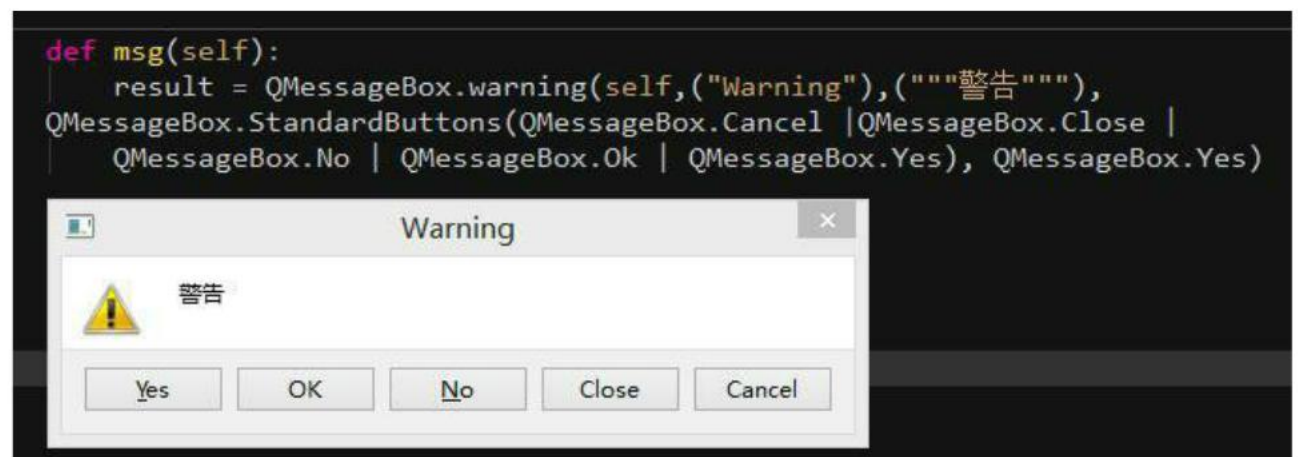 def msg(self):
result = QMessageBox.warning(self,("Warning"),("""警告"""),
QMessageBox.StandardButtons(QMessageBox.Cancel |QMessageBox.Close |
QMessageBox.No | QMessageBox.Ok | QMessageBox.Yes), QMessageBox.Yes)
Warning
警告
Yes OK No Close Cancel